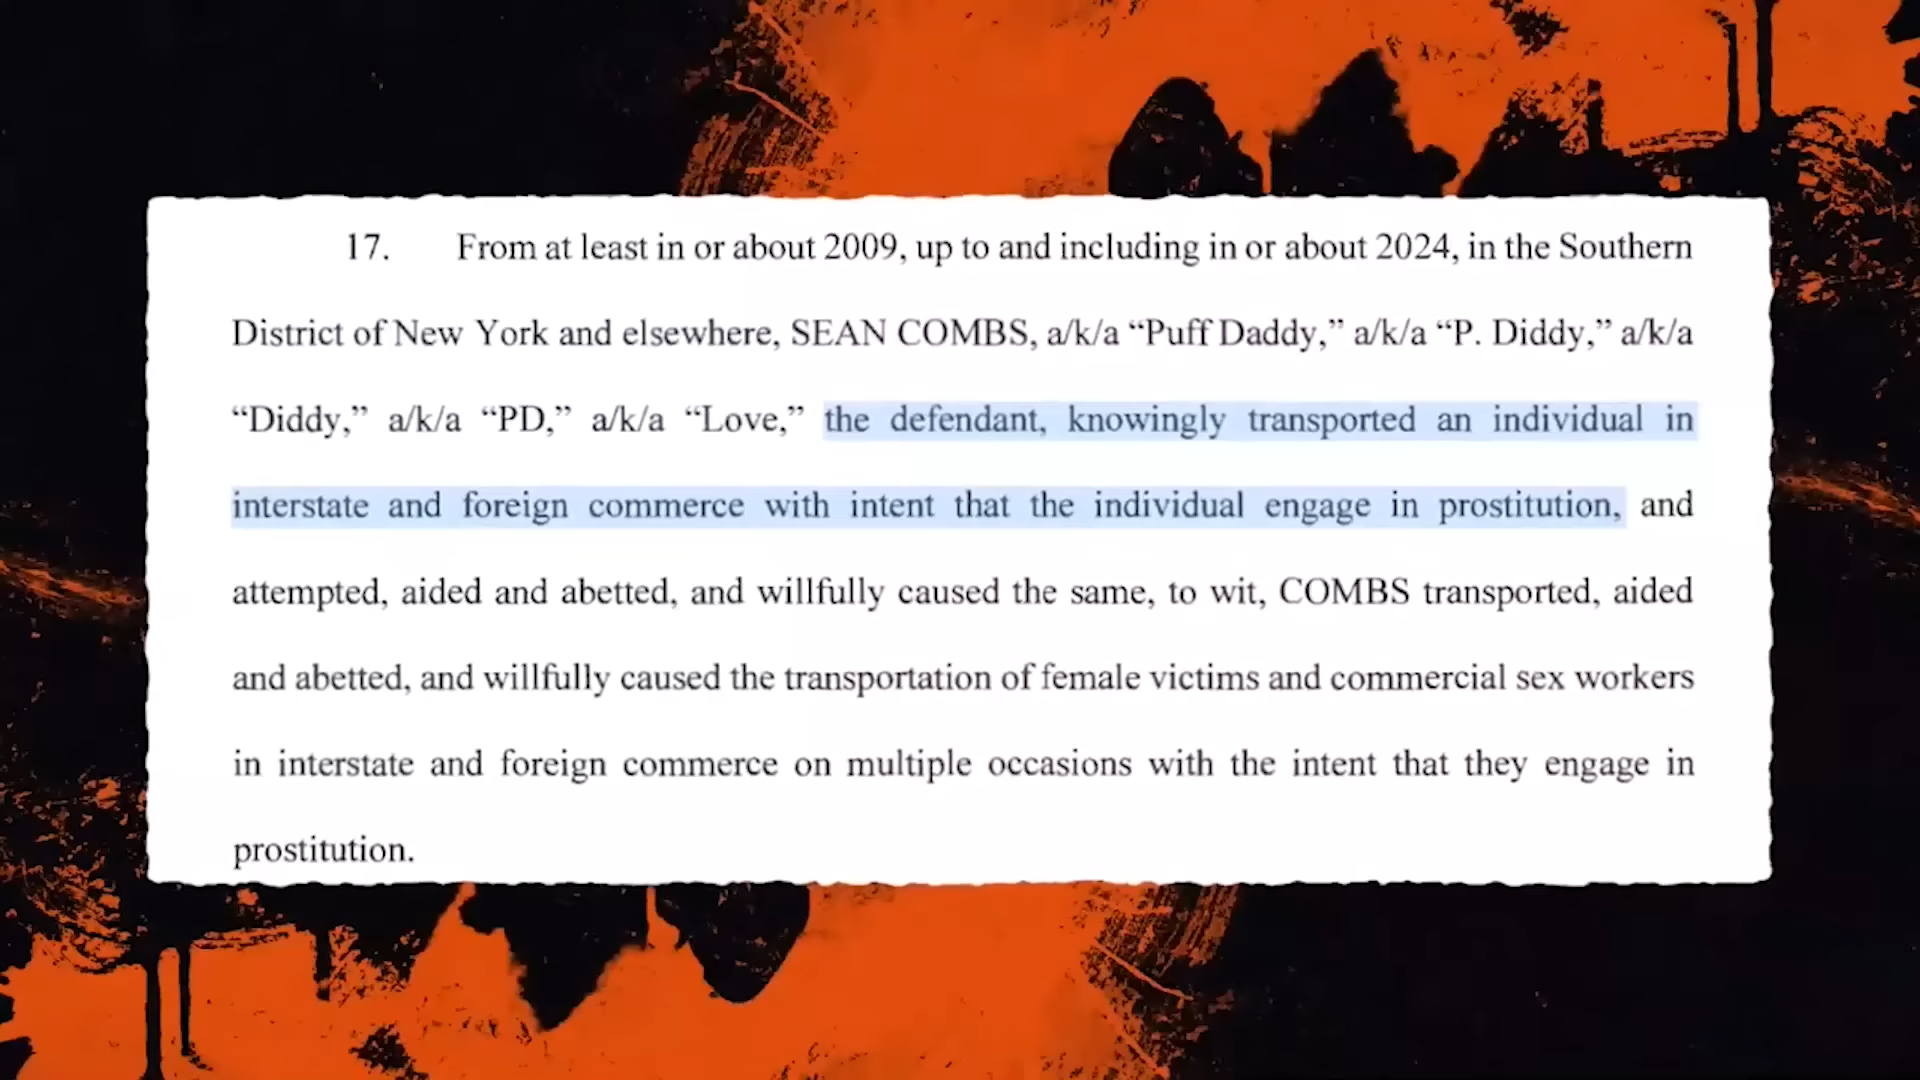 17. From at least in or about 2009, up to and including in or about 2024, in the Southern
District of New York and elsewhere, SEAN COMBS, a/k/a “Puff Daddy,” a/k/a “P. Diddy,” a/k/a
“Diddy,” a/k/a “PD,” a/k/a “Love,” the defendant, knowingly transported an individual in
interstate and foreign commerce with intent that the individual engage in prostitution, and
attempted, aided and abetted, and willfully caused the same, to wit, COMBS transported, aided
and abetted, and willfully caused the transportation of female victims and commercial sex workers
in interstate and foreign commerce on multiple occasions with the intent that they engage in
prostitution.